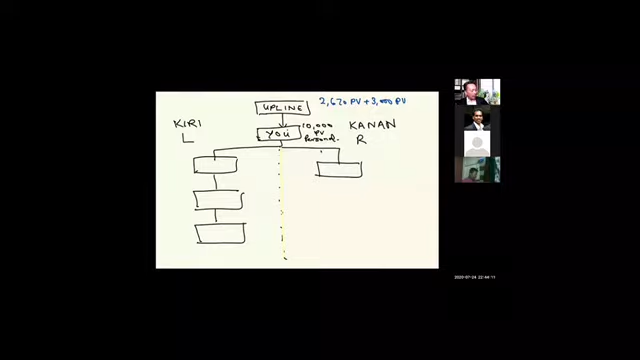 2,670 PV + 3,000 PV
UPLINE
KIRI
L
YOU
10,000
PV
Personal.
KANAN
R
2020-07-24 22:44:11